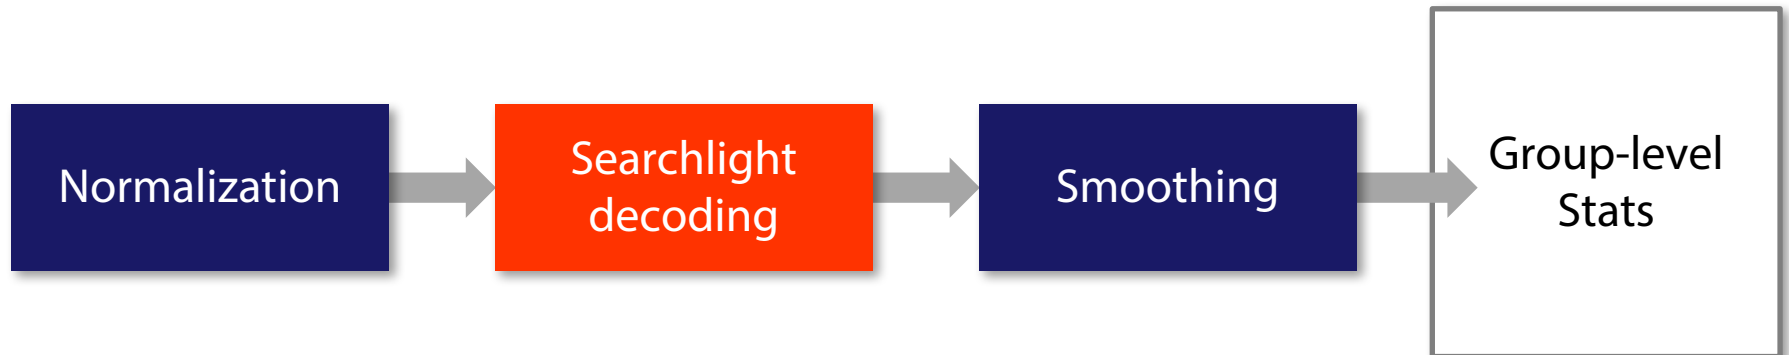 Normalization
Searchlight
decoding
Smoothing
Group-level
Stats